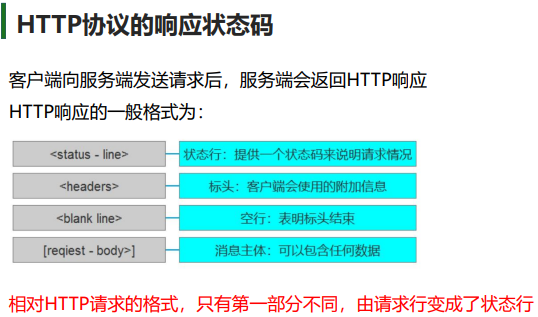 HTTP协议的响应状态码
客户端向服务端发送请求后，服务端会返回HTTP响应
HTTP响应的一般格式为：
<status - line> 状态行：提供一个状态码来说明请求情况
<headers> 标头：客户端会使用的附加信息
<blank line> 空行：表明标头结束
[reqiest - body>] 消息主体：可以包含任何数据
相对HTTP请求的格式，只有第一部分不同，由请求行变成了状态行